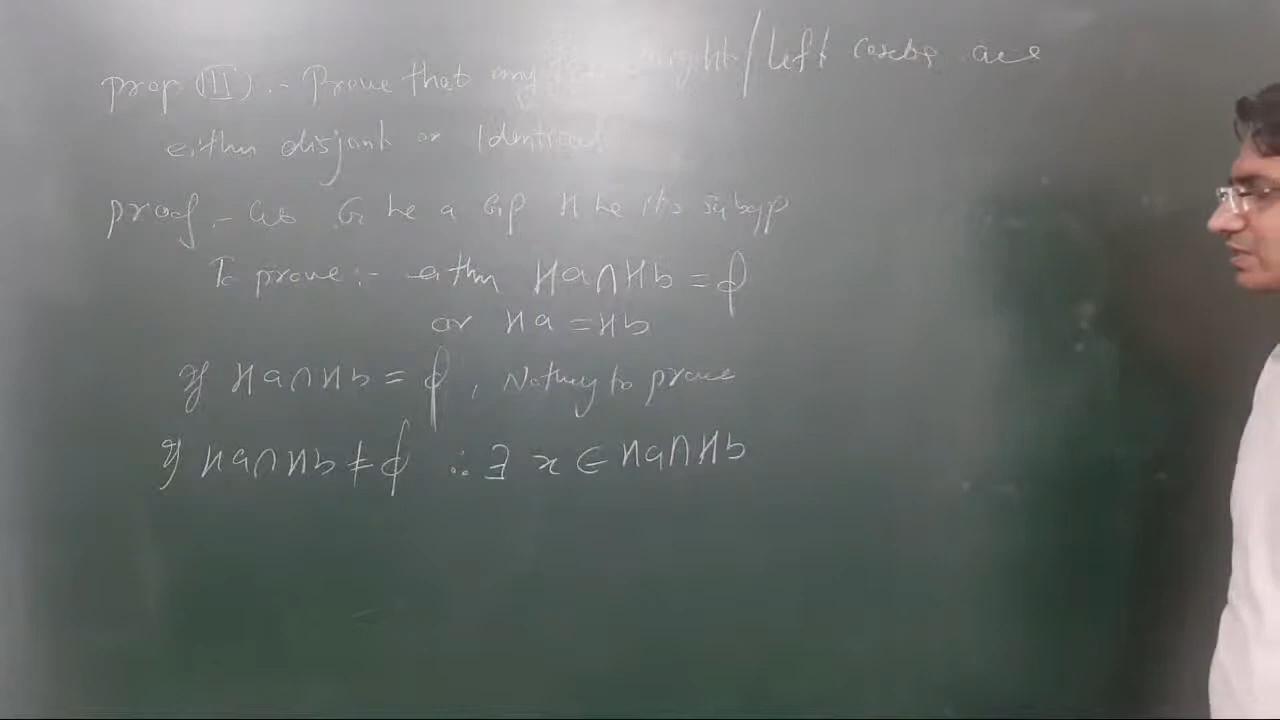 prop (III) :- Prove that any two right/left cosets are
either disjoint or Identical
proof :- Let G be a Gp H be its subgp
To prove :- either Ha∩Hb = ϕ
or Ha = Hb
If Ha∩Hb = ϕ, Nothing to prove
If Ha∩Hb ≠ ϕ ∴ ∃ x ∈ Ha∩Hb